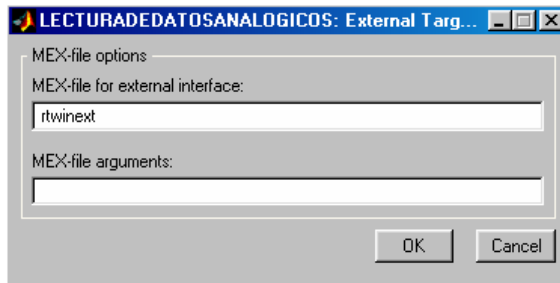 LECTURADEDATOSANALOGICOS: External Targ...
MEX-file options
MEX-file for external interface:
rtwinext
MEX-file arguments:
OK Cancel